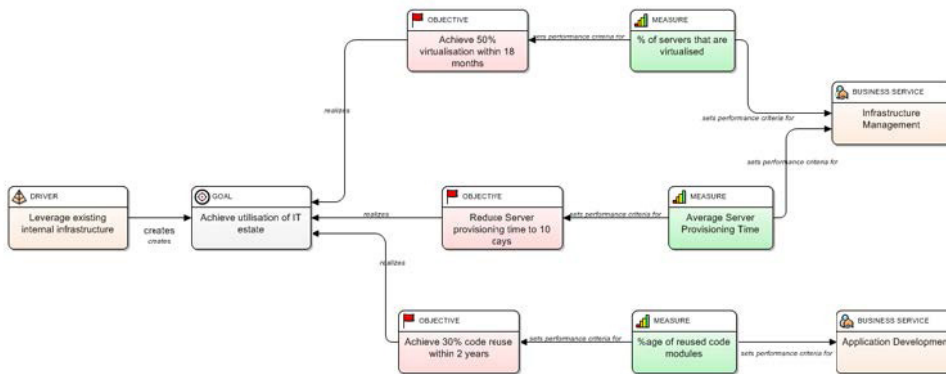 OBJECTIVE
Achieve 50%
virtualisation within 18
months
sets performance criteria for
MEASURE
% of servers that are
virtualised
sets performance criteria for
BUSINESS SERVICE
Infrastructure
Management
realizes
sets performance criteria for
DRIVER
Leverage existing
internal infrastructure
creates
creates
GOAL
Achieve utilisation of IT
estate
realizes
OBJECTIVE
Reduce Server
provisioning time to 10
cays
sets performance criteria for
MEASURE
Average Server
Provisioning Time
realizes
OBJECTIVE
Achieve 30% code reuse
within 2 years
sets performance criteria for
MEASURE
%age of reused code
modules
sets performance criteria for
BUSINESS SERVICE
Application Development